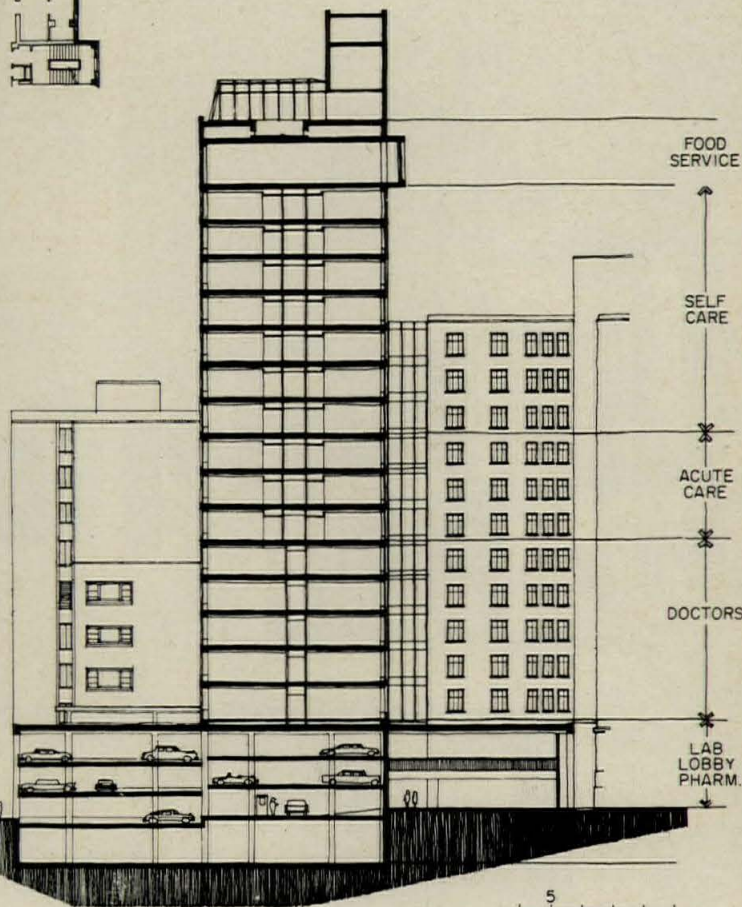 FOOD
SERVICE
SELF
CARE
ACUTE
CARE
DOCTORS
LAB
LOBBY
PHARM.
5